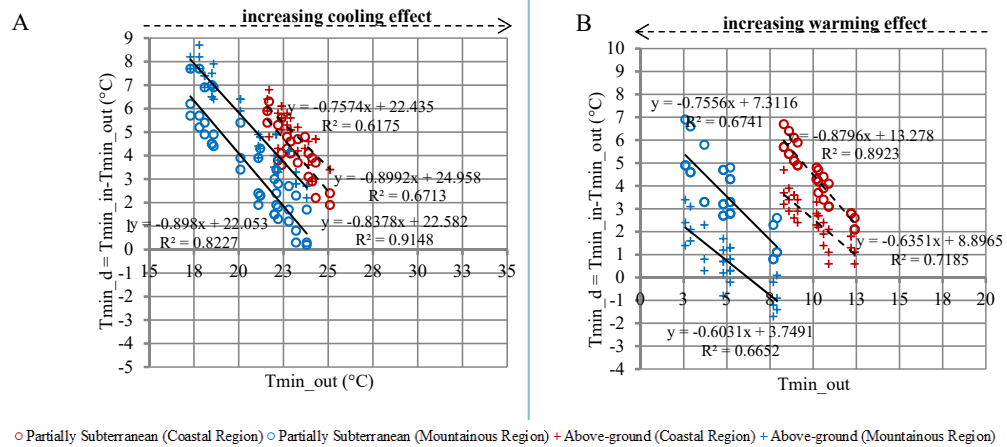 A
increasing cooling effect
Tmin_d = Tmin_in-Tmin_out (°C)
9
8
7
6
5
4
3
2
1
0
-1
-2
-3
-4
-5
15
18
20
23
25
28
30
33
35
y = -0.7574x + 22.435
R² = 0.6175
y = -0.8992x + 24.958
R² = 0.6713
y = -0.898x + 22.053
R² = 0.8227
y = -0.8378x + 22.582
R² = 0.9148
Tmin_out (°C)
B
increasing warming effect
Tmin_d = Tmin_in-Tmin_out (°C)
10
9
8
7
6
5
4
3
2
1
0
-1
-2
-3
-4
0
3
5
8
10
13
15
18
20
y = -0.7556x + 7.3116
R² = 0.6741
y = -0.8796x + 13.278
R² = 0.8923
y = -0.6351x + 8.8965
R² = 0.7185
y = -0.6031x + 3.7491
R² = 0.6652
Tmin_out
Partially Subterranean (Coastal Region) Partially Subterranean (Mountainous Region) Above-ground (Coastal Region) Above-ground (Mountainous Region)